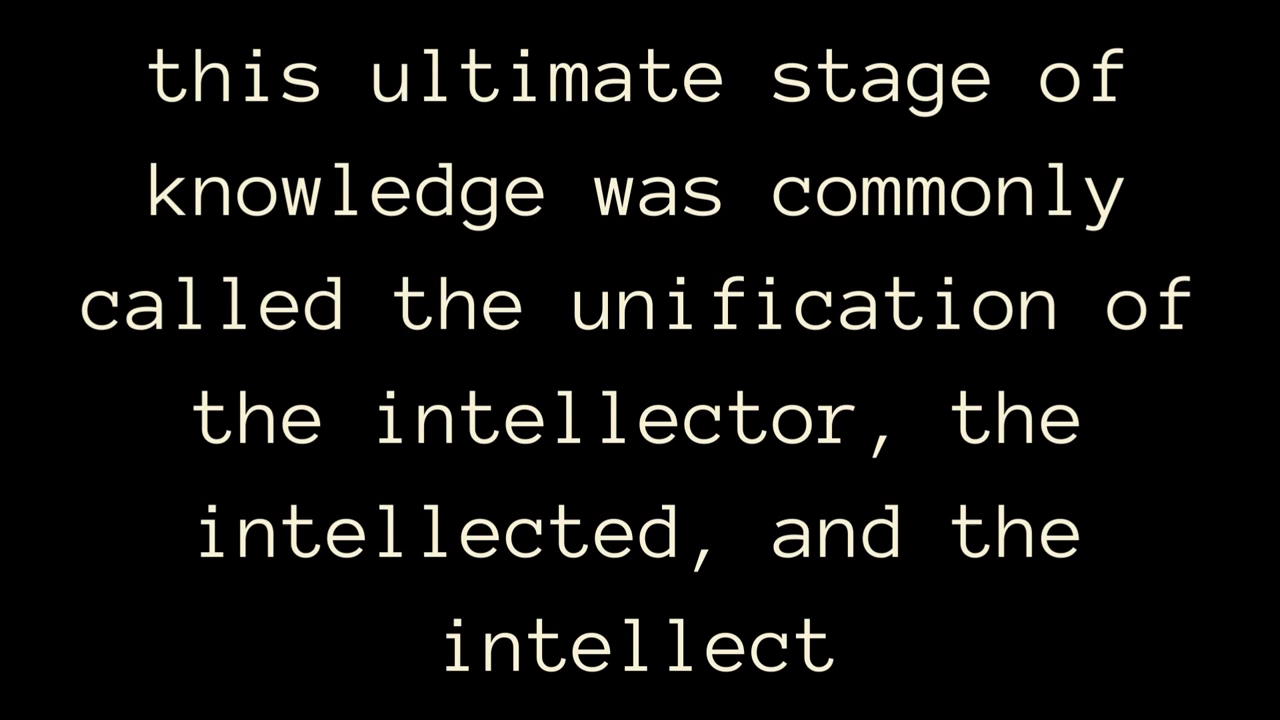 this ultimate stage of
knowledge was commonly
called the unification of
the intellector, the
intellected, and the
intellect